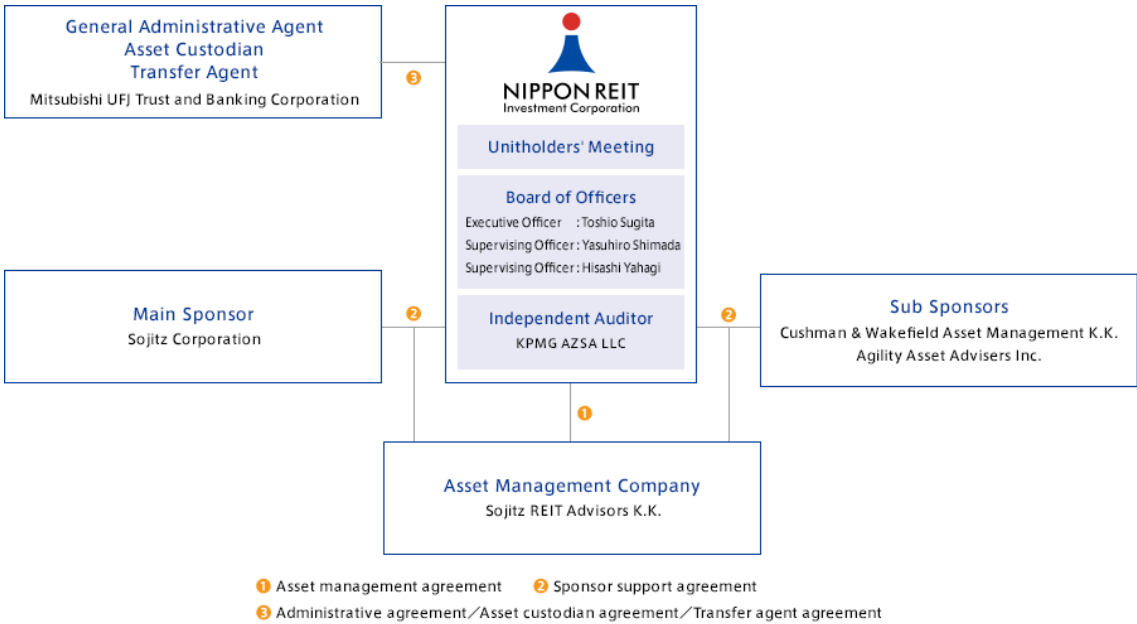 General Administrative Agent
Asset Custodian
Transfer Agent
Mitsubishi UFJ Trust and Banking Corporation
3
NIPPON REIT
Investment Corporation
Unitholders' Meeting
Board of Officers
Executive Officer : Toshio Sugita
Supervising Officer : Yasuhiro Shimada
Supervising Officer : Hisashi Yahagi
Independent Auditor
KPMG AZSA LLC
Main Sponsor
Sojitz Corporation
2
2
Sub Sponsors
Cushman & Wakefield Asset Management K.K.
Agility Asset Advisers Inc.
1
Asset Management Company
Sojitz REIT Advisors K.K.
1 Asset management agreement 2 Sponsor support agreement
3 Administrative agreement／Asset custodian agreement／Transfer agent agreement